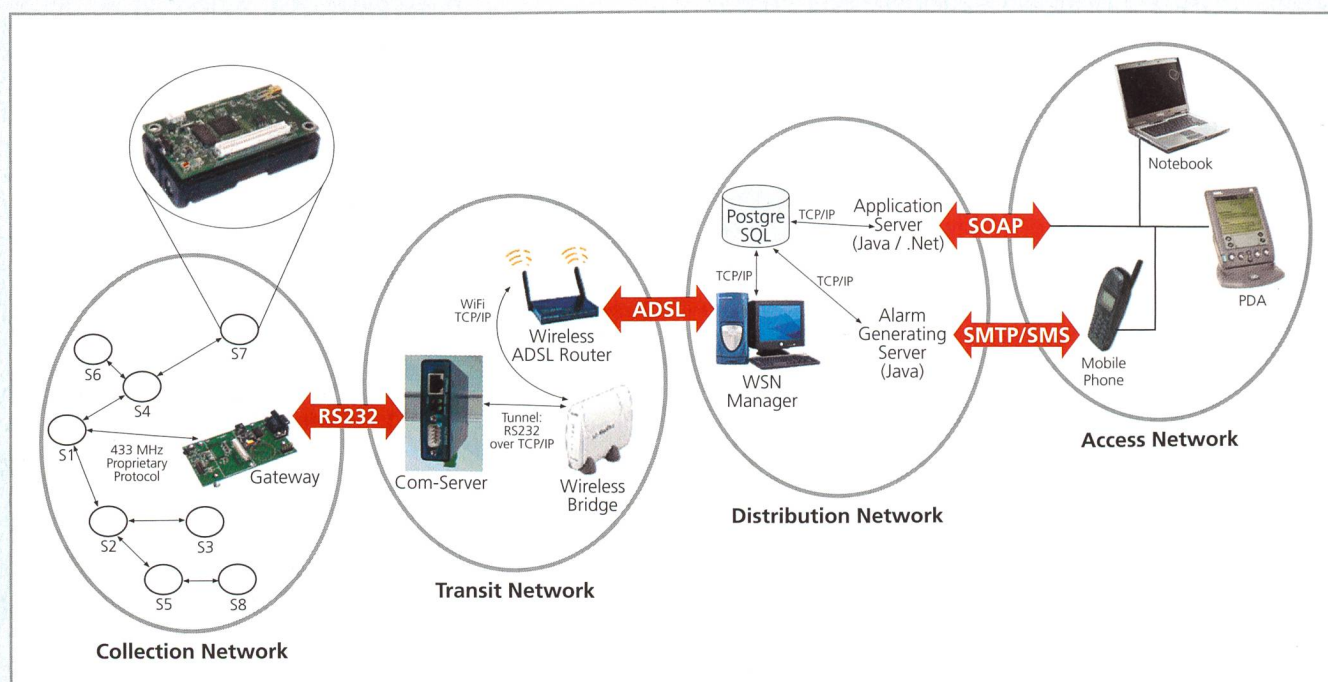 Notebook
PDA
Mobile
Phone
Access Network
SOAP
SMTP/SMS
Postgre
SQL
TCP/IP
Application
Server
(Java / .Net)
TCP/IP
TCP/IP
Alarm
Generating
Server
(Java)
WSN
Manager
Distribution Network
ADSL
WiFi
TCP/IP
Wireless
ADSL Router
Tunnel:
RS232
over TCP/IP
Com-Server
Wireless
Bridge
Transit Network
RS232
S7
S6
S4
S1
433 MHz
Proprietary
Protocol
Gateway
S2
S3
S5
S8
Collection Network